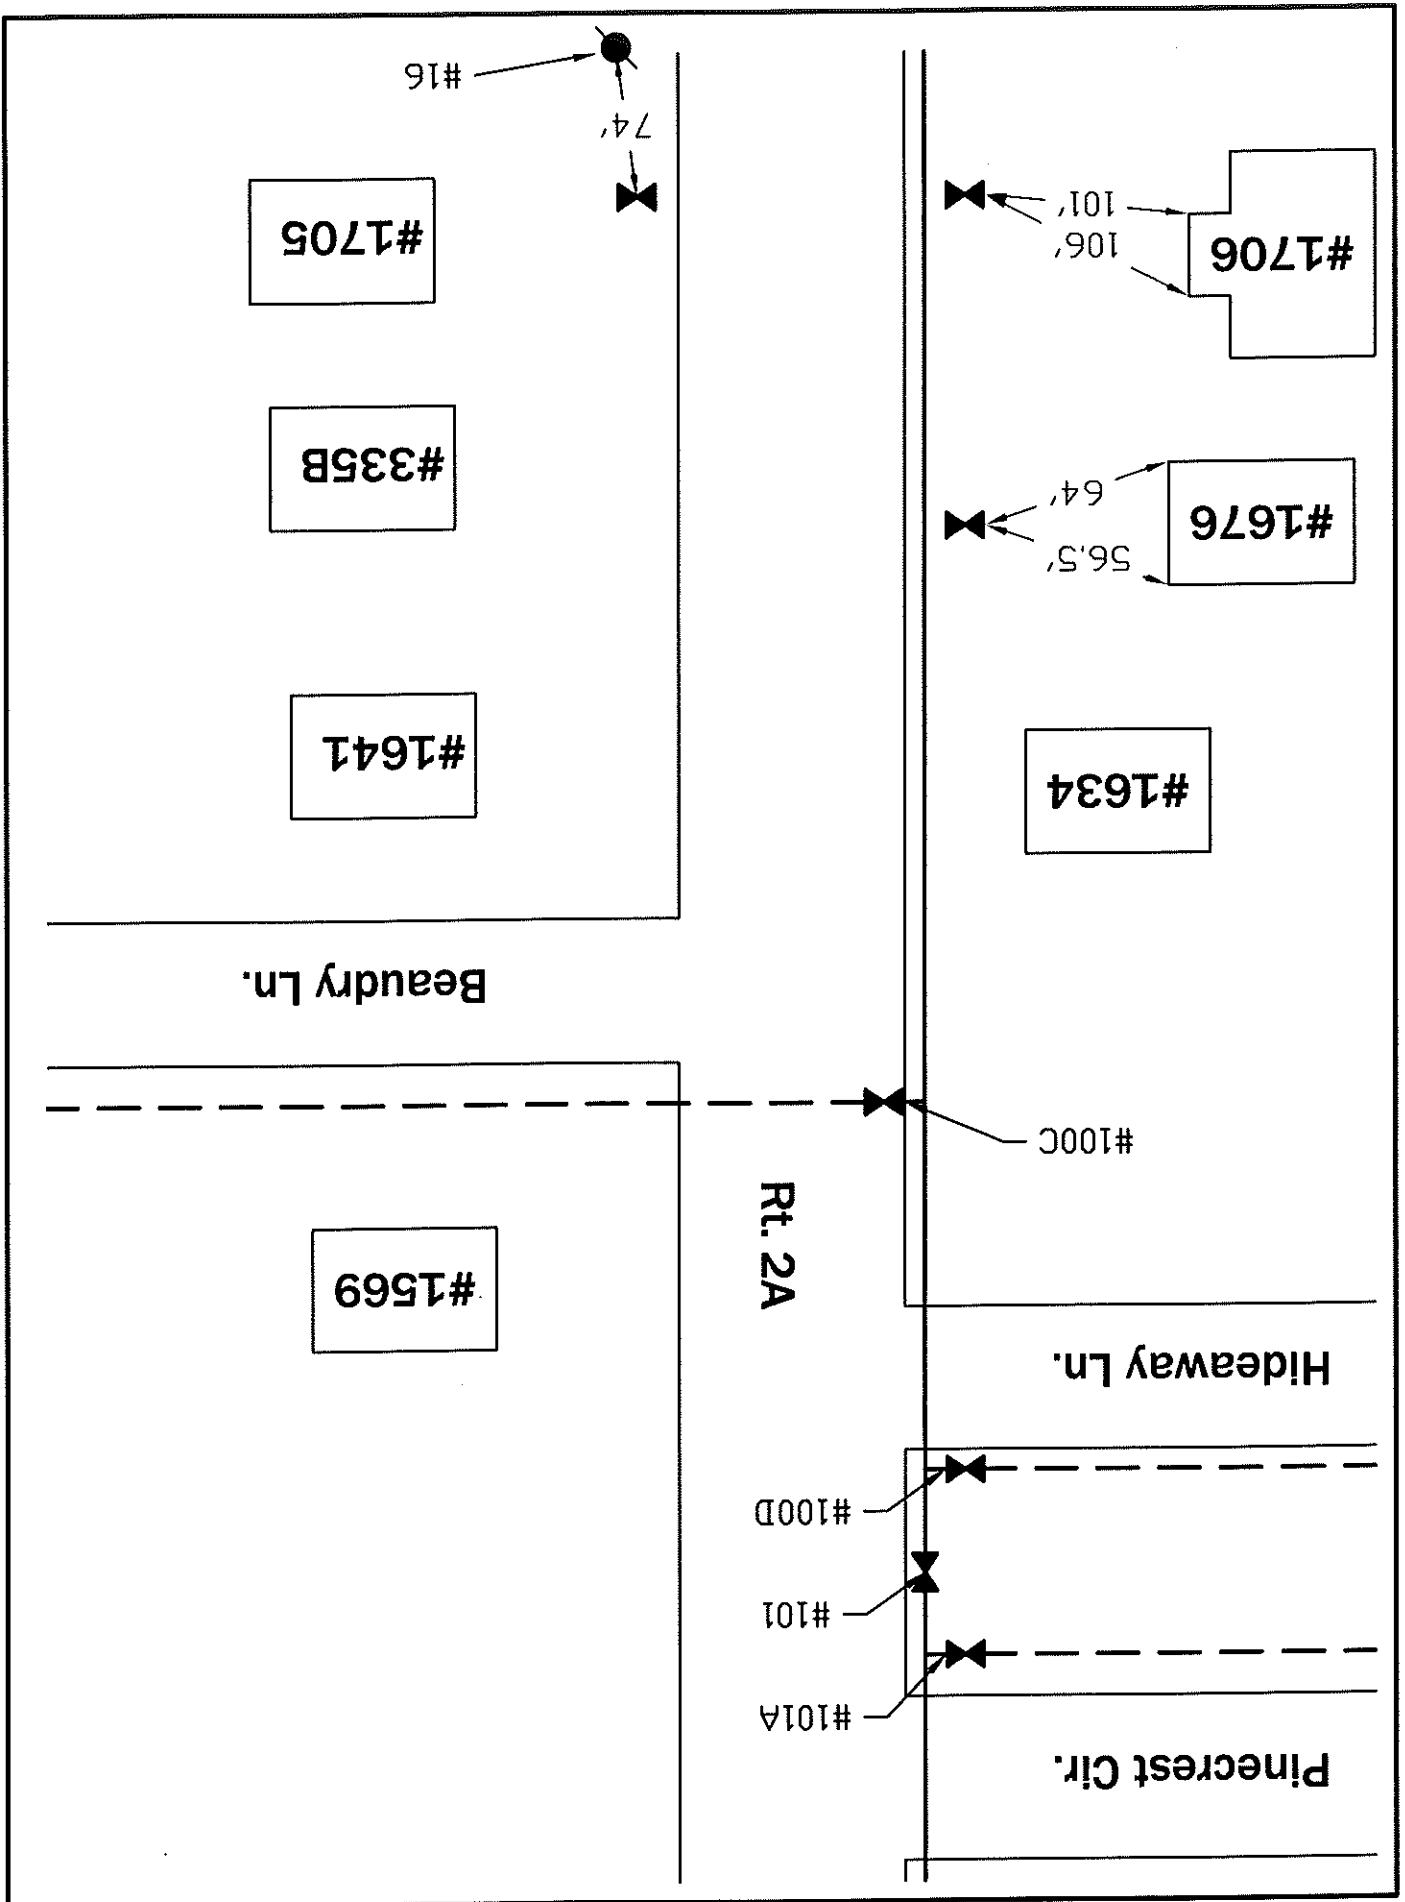 Pinecrest Cir.
#101A
#101
#100D
Hideaway Ln.
#1569
Rt. 2A
#100C
Beaudry Ln.
#1634
#1641
56.5'
#1676
64'
#335B
106'
#1706
101'
#1705
74'
#16